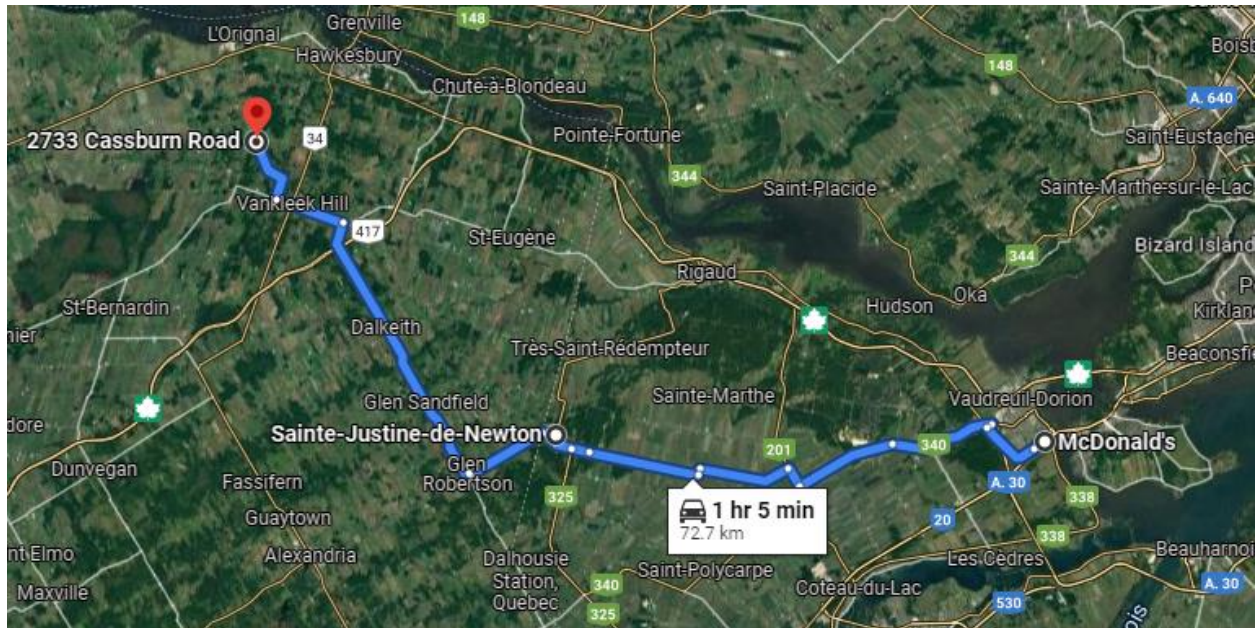 148
Grenville
L'Orignal
Hawkesbury
148
Chute-à-Blondeau
A. 640
Pointe-Fortune
Saint-Eustache
2733 Cassburn Road
34
344
Saint-Placide
Sainte-Marthe-sur-le-Lac
Vankleek Hill
417
St-Eugène
344
Bizard Island
Rigaud
Oka
Hudson
St-Bernardin
Dalkeith
Très-Saint-Rédempteur
Beaconsfie
Sainte-Marthe
Vaudreuil-Dorion
Glen Sandfield
Sainte-Justine-de-Newton
201
340
McDonald's
Dunvegan
Fassifern
Glen
Robertson
325
A. 30
338
1 hr 5 min
72.7 km
Guaytown
20
338
Alexandria
Dalhousie
Station,
Quebec
340
325
Saint-Polycarpe
Coteau-du-Lac
Les Cèdres
Beauharnoi
A. 30
530
Maxville